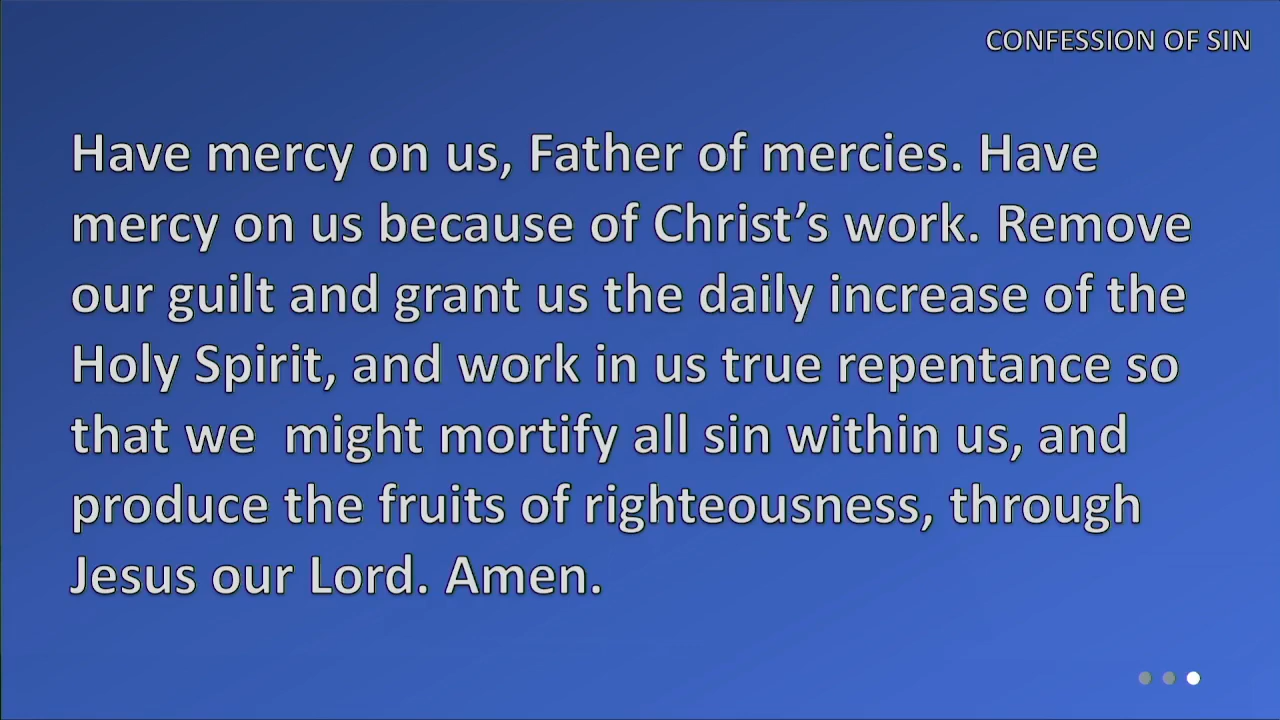 CONFESSION OF SIN
Have mercy on us, Father of mercies. Have
mercy on us because of Christ’s work. Remove
our guilt and grant us the daily increase of the
Holy Spirit, and work in us true repentance so
that we  might mortify all sin within us, and
produce the fruits of righteousness, through
Jesus our Lord. Amen.